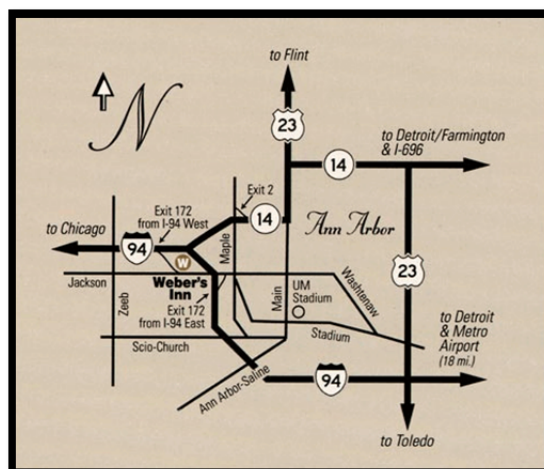 to Flint
N
23
to Detroit/Farmington
& I-696
14
Exit 2
Exit 172
from I-94 West
14
Ann Arbor
to Chicago
94
Maple
W
23
Jackson
Weber's
Inn
Zeeb
Main
UM
Stadium
Washtenaw
Exit 172
from I-94 East
Stadium
to Detroit
& Metro
Airport
(18 mi.)
Scio-Church
Ann Arbor-Saline
94
to Toledo